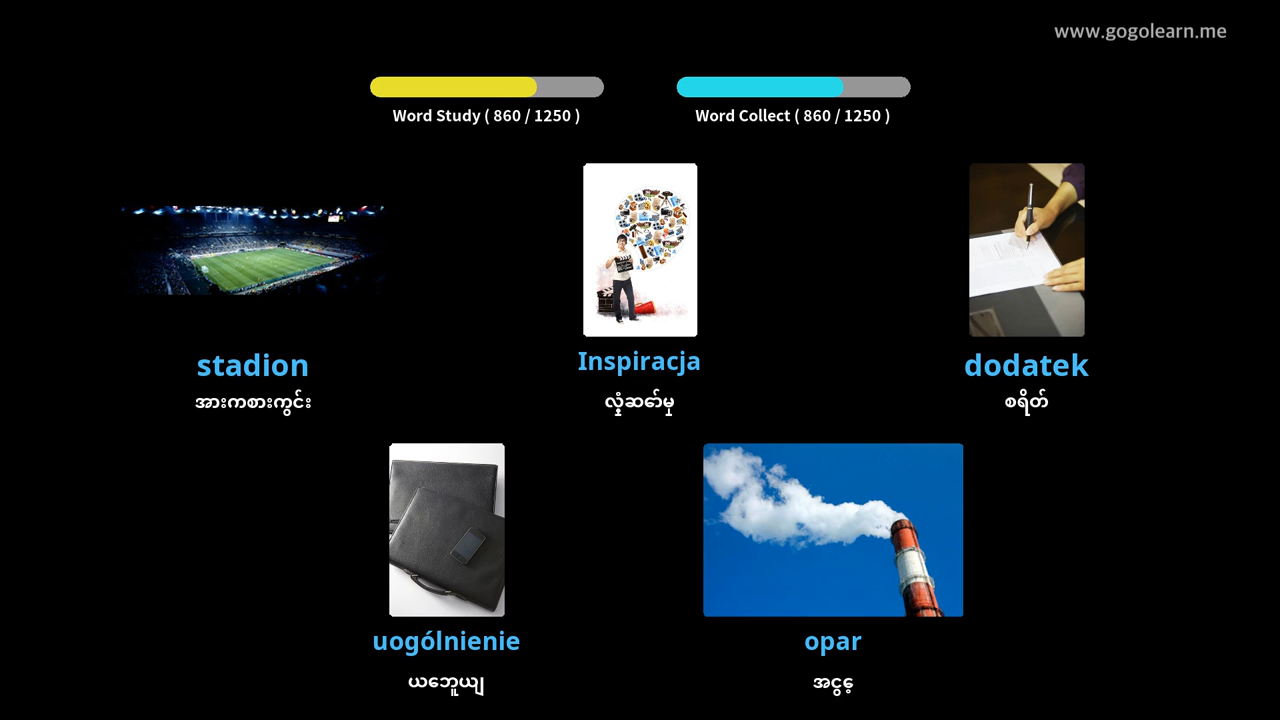 www.gogolearn.me
Word Study ( 860 / 1250 )
Word Collect ( 860 / 1250 )
stadion
Inspiracja
dodatek
အားကစားကွင်း
လှုံ့ဆော်မှု
စရိတ်
uogólnienie
opar
ယေဘူယျ
အငွေ့